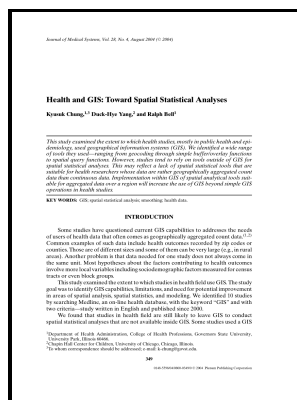 Journal of Medical Systems, Vol. 28, No. 4, August 2004 (© 2004)
Health and GIS: Toward Spatial Statistical Analyses
Kyusuk Chung, Duck-Hye Yang, and Ralph Bell
This study examined the extent to which health studies, mostly in public health and epi-
demiology, used geographical information systems (GIS). We identified a wide range
of tools they used—ranging from geocoding through simple buffer/overlay functions
to spatial query functions. However, studies tend to rely on tools outside of GIS for
spatial statistical analyses. This may reflect a lack of spatial statistical tools that are
suitable for health researchers whose data are rather geographically aggregated count
data than continuous data. Implementation within GIS of spatial analytical tools suit-
able for aggregated data over a region will increase the use of GIS beyond simple GIS
operations in health studies.
KEY WORDS: GIS; spatial statistical analysis; smoothing; health data.
INTRODUCTION
Some studies have questioned current GIS capabilities to address the needs
of users of health data that often comes as geographically aggregated count data.
Common examples of such data include health outcomes recorded by zip codes or
counties. These are of different sizes and some of them can be very large (e.g., in rural
areas). Another problem is that data needed for one study does not always come in
the same unit. Most hypotheses about the factors contributing to health outcomes
involve more local variables including sociodemographic factors measured for census
tracts or even block groups.
This study examined the extent to which studies in health field use GIS. The study
goal was to identify GIS capabilities, limitations, and need for potential improvement
in areas of spatial analysis, spatial statistics, and modeling. We identified 10 studies
by searching Medline, an on-line health database, with the keyword “GIS” and with
two criteria—study written in English and published since 2000.
We found that studies in health field are still likely to leave GIS to conduct
spatial statistical analyses that are not available inside GIS. Some studies used a GIS
Department of Health Administration, College of Health Professions, Governors State University,
University Park, Illinois 60466.
Chapin Hall Center for Children, University of Chicago, Chicago, Illinois.
To whom correspondence should be addressed; e-mail: k-chung@govst.edu.
349